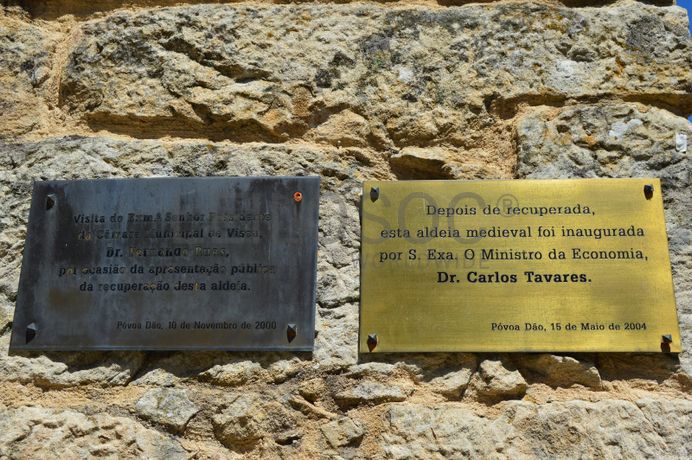 Visita do Exmº Senhor Presidente
da Câmara Municipal de Viseu,
Dr. Fernando Ruas,
por ocasião da apresentação pública
da recuperação desta aldeia.
Póvoa Dão, 10 de Novembro de 2000
Depois de recuperada,
esta aldeia medieval foi inaugurada
por S. Exa. O Ministro da Economia,
Dr. Carlos Tavares.
Póvoa Dão, 15 de Maio de 2004